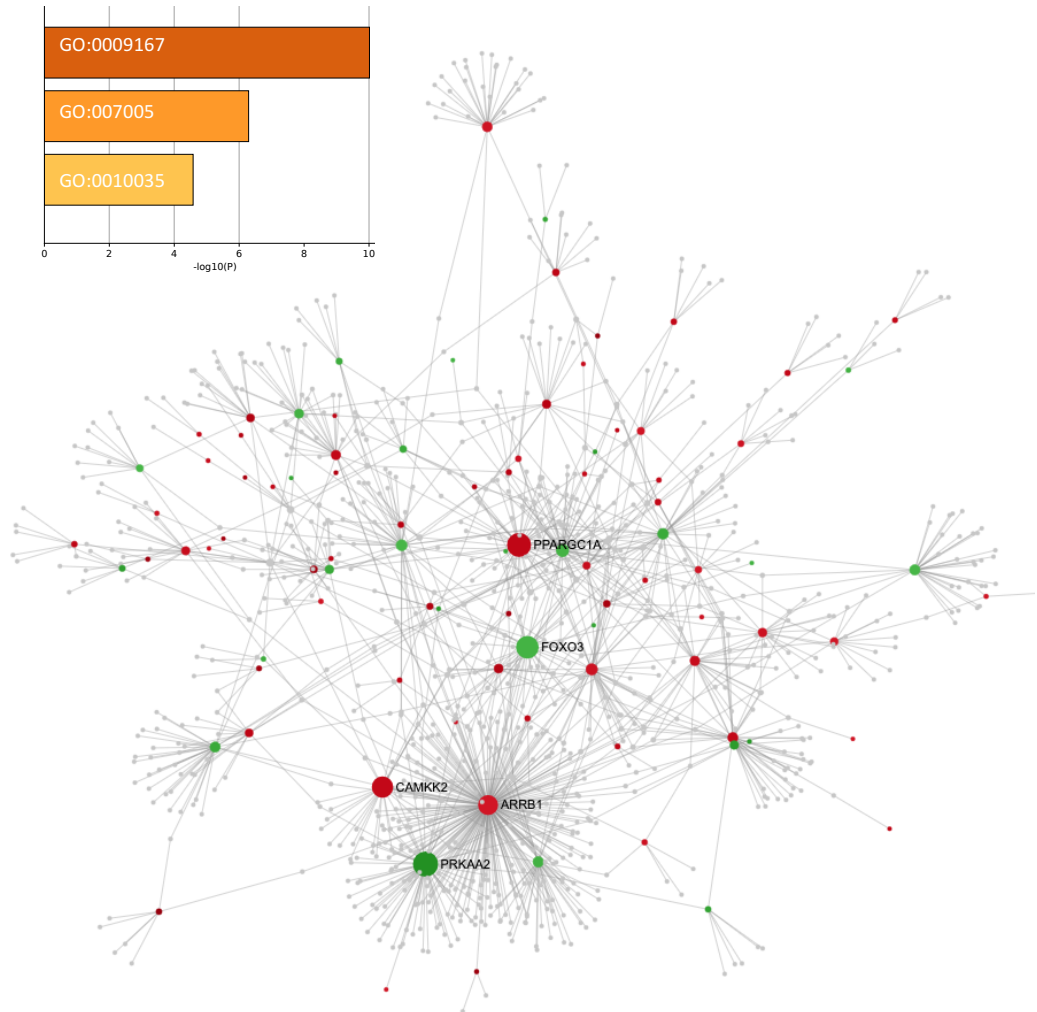 GO:0009167
GO:007005
GO:0010035
0 2 4 6 8 10
-log10(P)
PPARGC1A
FOXO3
CAMKK2
ARRB1
PRKAA2